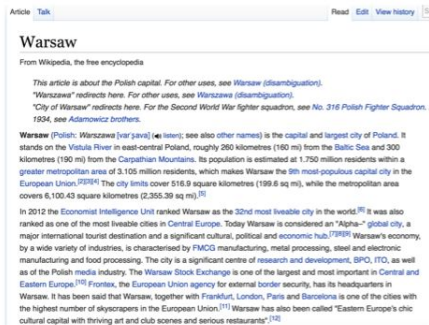 Article Talk Read Edit View history
Warsaw
From Wikipedia, the free encyclopedia
This article is about the Polish capital. For other uses, see Warsaw (disambiguation).
"Warszawa" redirects here. For other uses, see Warszawa (disambiguation).
"City of Warsaw" redirects here. For the Second World War fighter squadron, see No. 316 Polish Fighter Squadron.
1934, see Adamowicz brothers.
Warsaw (Polish: Warszawa [varˈʂava] ( listen); see also other names) is the capital and largest city of Poland. It
stands on the Vistula River in east-central Poland, roughly 260 kilometres (160 mi) from the Baltic Sea and 300
kilometres (190 mi) from the Carpathian Mountains. Its population is estimated at 1.750 million residents within a
greater metropolitan area of 3.105 million residents, which makes Warsaw the 9th most-populous capital city in the
European Union.[2][3][4] The city limits cover 516.9 square kilometres (199.6 sq mi), while the metropolitan area
covers 6,100.43 square kilometres (2,355.39 sq mi).[5]
In 2012 the Economist Intelligence Unit ranked Warsaw as the 32nd most liveable city in the world.[6] It was also
ranked as one of the most liveable cities in Central Europe. Today Warsaw is considered an "Alpha–" global city, a
major international tourist destination and a significant cultural, political and economic hub.[7][8][9] Warsaw's economy,
by a wide variety of industries, is characterised by FMCG manufacturing, metal processing, steel and electronic
manufacturing and food processing. The city is a significant centre of research and development, BPO, ITO, as well
as of the Polish media industry. The Warsaw Stock Exchange is one of the largest and most important in Central and
Eastern Europe.[10] Frontex, the European Union agency for external border security, has its headquarters in
Warsaw. It has been said that Warsaw, together with Frankfurt, London, Paris and Barcelona is one of the cities with
the highest number of skyscrapers in the European Union.[11] Warsaw has also been called "Eastern Europe's chic
cultural capital with thriving art and club scenes and serious restaurants".[12]